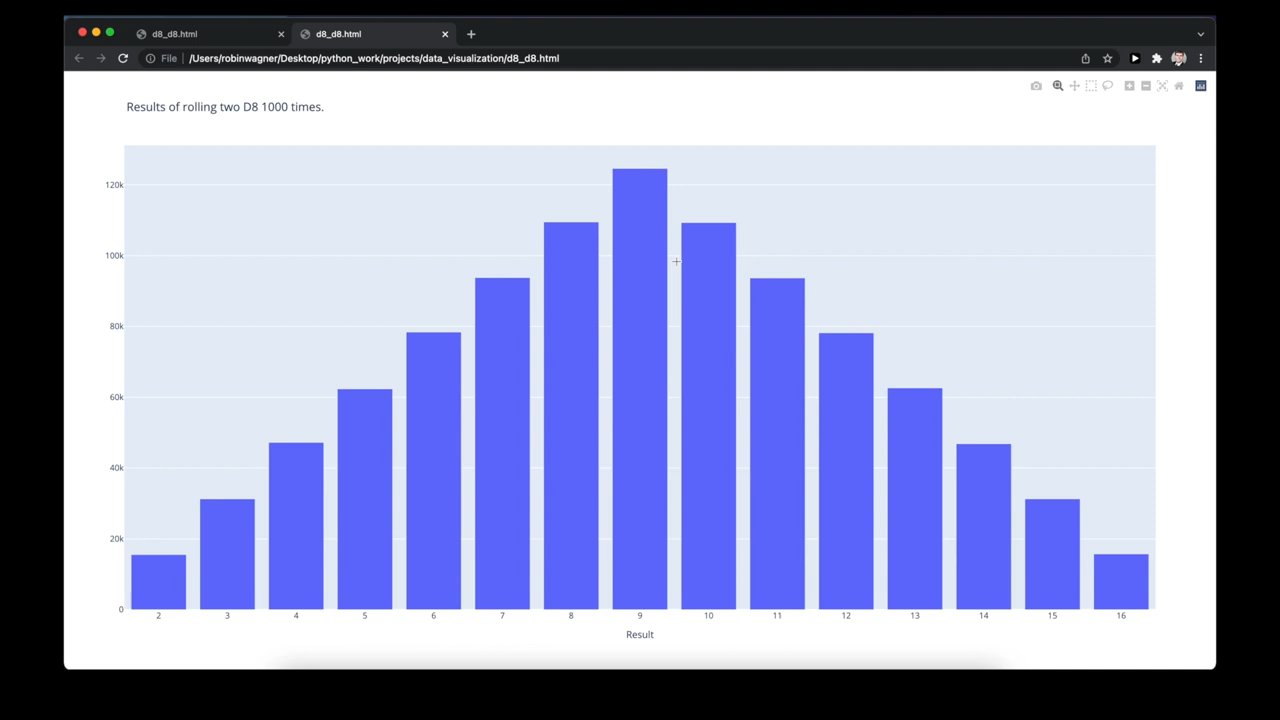 d8_d8.html
d8_d8.html
File
/Users/robinwagner/Desktop/python_work/projects/data_visualization/d8_d8.html
Results of rolling two D8 1000 times.
120k
100k
80k
60k
40k
20k
0
2 3 4 5 6 7 8 9 10 11 12 13 14 15 16
Result